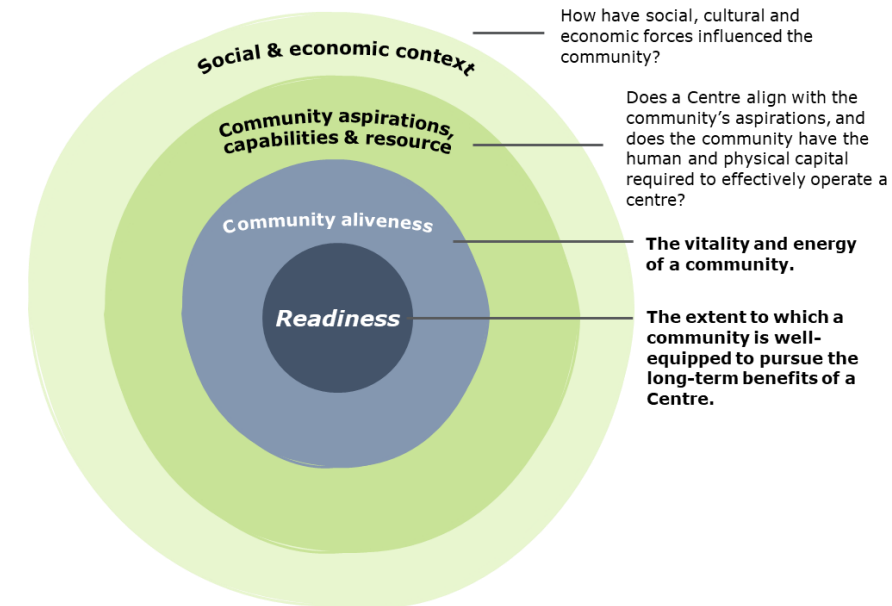 How have social, cultural and
economic forces influenced the
community?
Social & economic context
Does a Centre align with the
community's aspirations, and
does the community have the
human and physical capital
required to effectively operate a
centre?
Community aspirations,
capabilities & resource
Community aliveness
The vitality and energy
of a community.
Readiness
The extent to which a
community is well-
equipped to pursue the
long-term benefits of a
Centre.